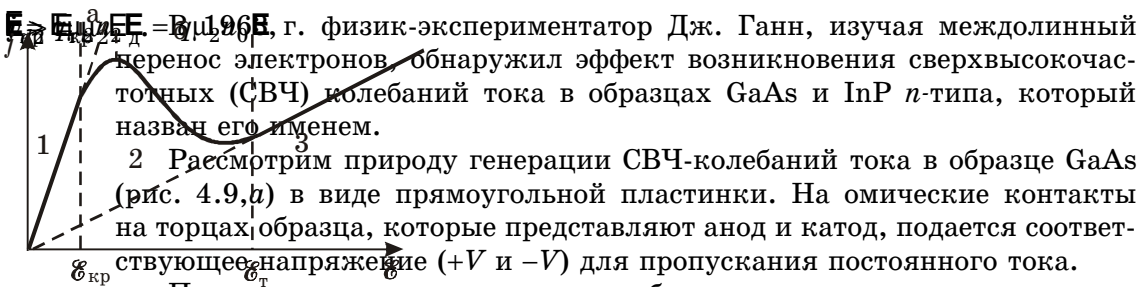 В 196 г. физик-экспериментатор Дж. Ганн, изучая междолинный
перенос электронов, обнаружил эффект возникновения сверхвысокочас-
тотных (СВЧ) колебаний тока в образцах GaAs и InP n-типа, который
назван его именем.
1
3
2 Рассмотрим природу генерации СВЧ-колебаний тока в образце GaAs
(рис. 4.9,а) в виде прямоугольной пластинки. На омические контакты
на торцах образца, которые представляют анод и катод, подается соответ-
ствующее напряжение (+V и –V) для пропускания постоянного тока.
ℰкр ℰт ℰ